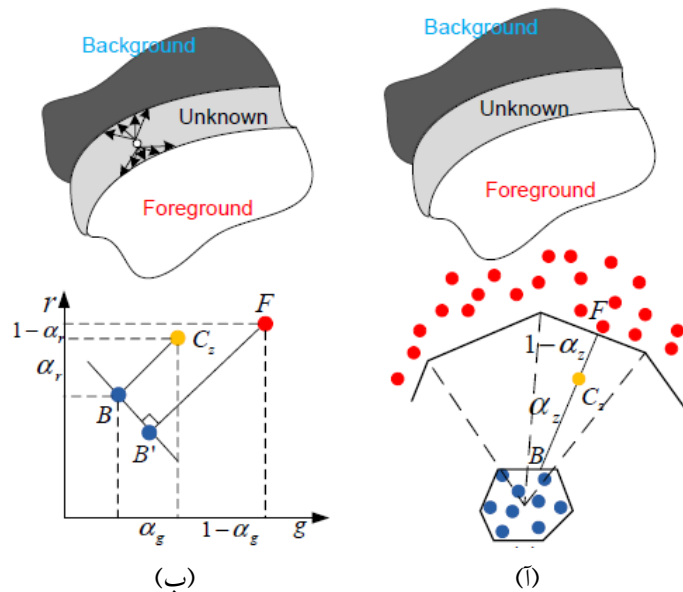 Background
Unknown
Foreground
r
F
1-α_r
C_z
α_r
B
B'
α_g
1-α_g
g
(ب)
Background
Unknown
Foreground
F
1-α_z
C_z
α_z
B
(آ)